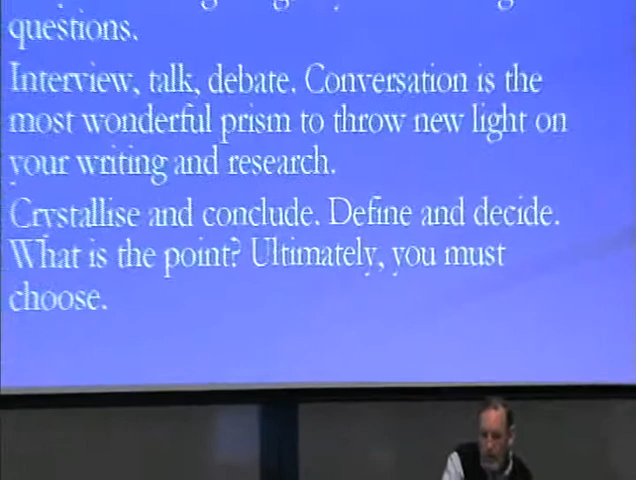 questions.
Interview, talk, debate. Conversation is the
most wonderful prism to throw new light on
your writing and research.
Crystallise and conclude. Define and decide.
What is the point? Ultimately, you must
choose.